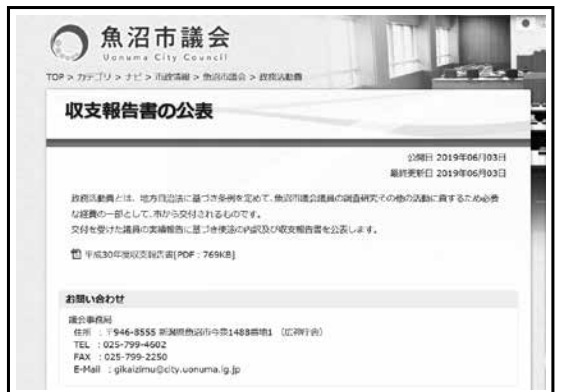 魚沼市議会
Uonuma City Council
TOP > カテゴリ > ナビ > 市政情報 > 魚沼市議会 > 政務活動費
収支報告書の公表
公開日 2019年06月03日
最終更新日 2019年06月03日
政務活動費とは、地方自治法に基づき条例を定めて、魚沼市議会議員の調査研究その他の活動に資するため必要
な経費の一部として、市から交付されるものです。
交付を受けた議員の実績報告に基づき使途の内訳及び収支報告書を公表します。
平成30年度収支報告書[PDF：769KB]
お問い合わせ
議会事務局
住所 ：〒946-8555 新潟県魚沼市今泉1488番地1 （広神庁舎）
TEL ：025-799-4602
FAX ：025-799-2250
E-Mail ：gikaizimu@city.uonuma.lg.jp